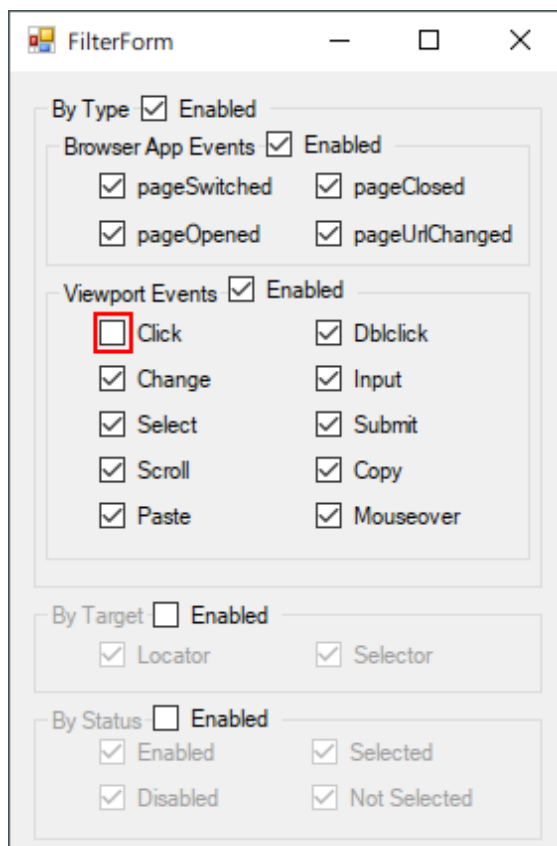 FilterForm
By Type Enabled
Browser App Events Enabled
pageSwitched pageClosed
pageOpened pageUrlChanged
Viewport Events Enabled
Click Dblclick
Change Input
Select Submit
Scroll Copy
Paste Mouseover
By Target Enabled
Locator Selector
By Status Enabled
Enabled Selected
Disabled Not Selected